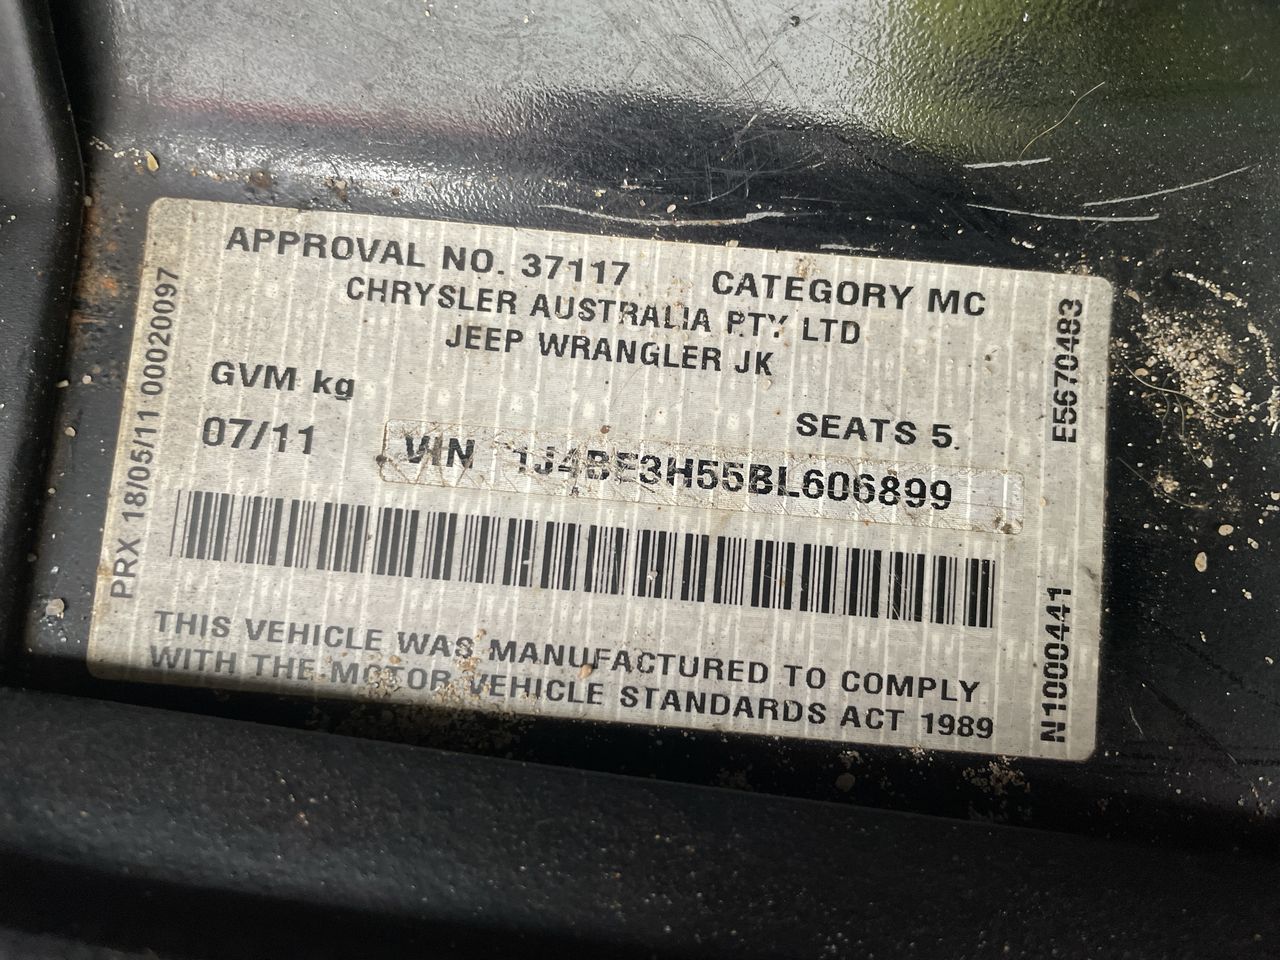 APPROVAL NO. 37117 CATEGORY MC
CHRYSLER AUSTRALIA PTY LTD
JEEP WRANGLER JK
GVM kg
SEATS 5.
07/11 VIN 1J4BE3H55BL606899
THIS VEHICLE WAS MANUFACTURED TO COMPLY
WITH THE MOTOR VEHICLE STANDARDS ACT 1989
PRX 18/05/11 00020097
E5670483
N1000441